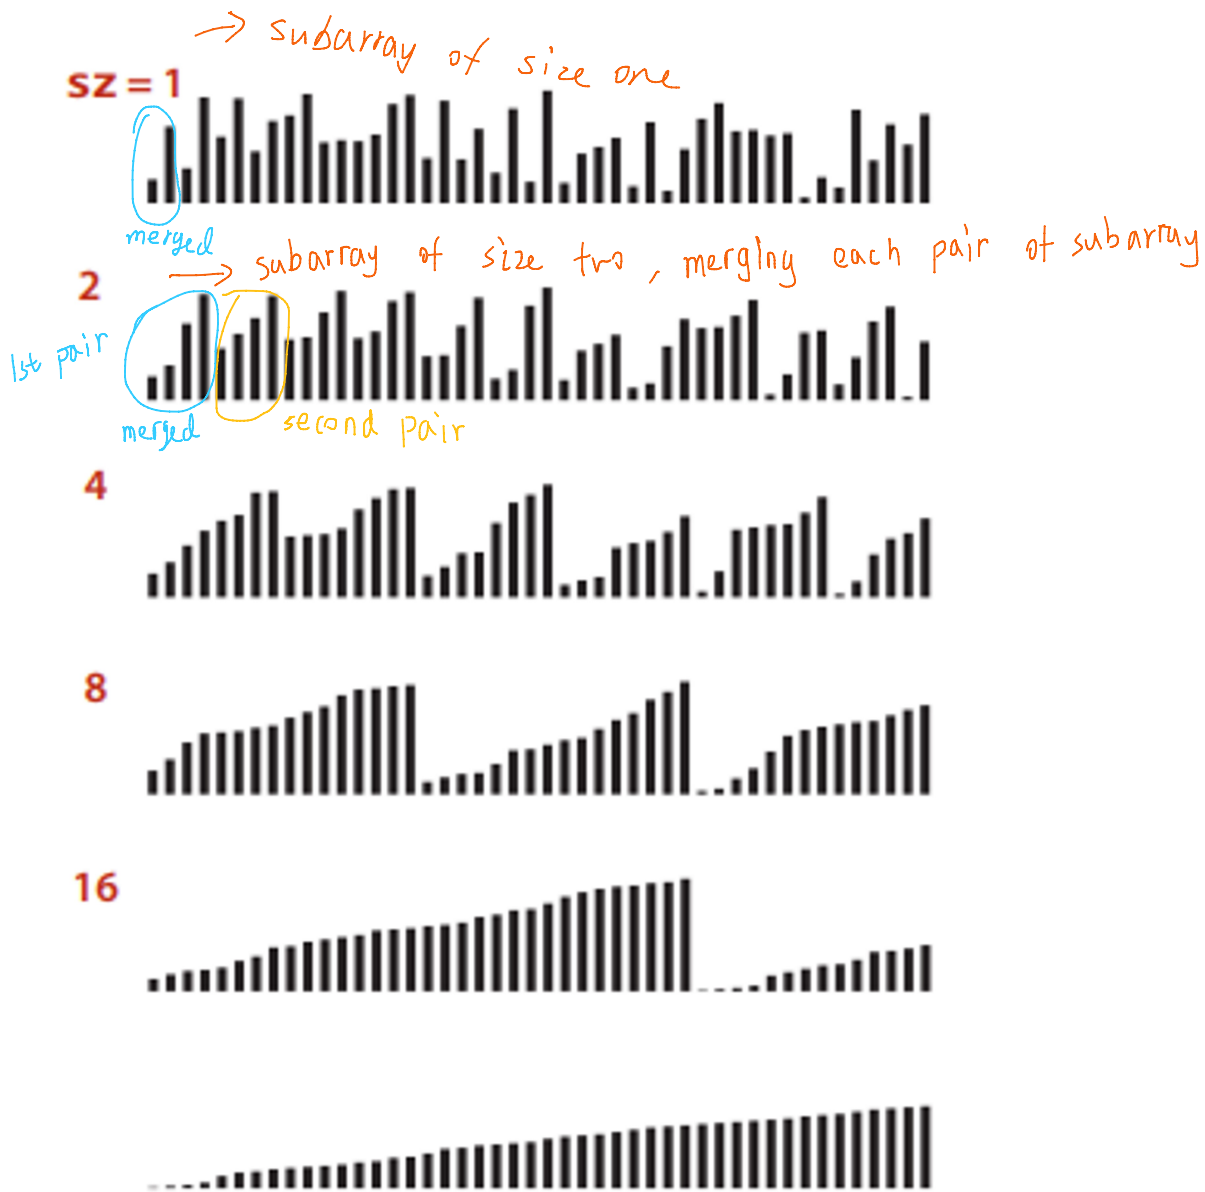 → subarray of size one
sz = 1
merged
→ subarray of size two, merging each pair of subarray
2
1st pair
merged
second pair
4
8
16